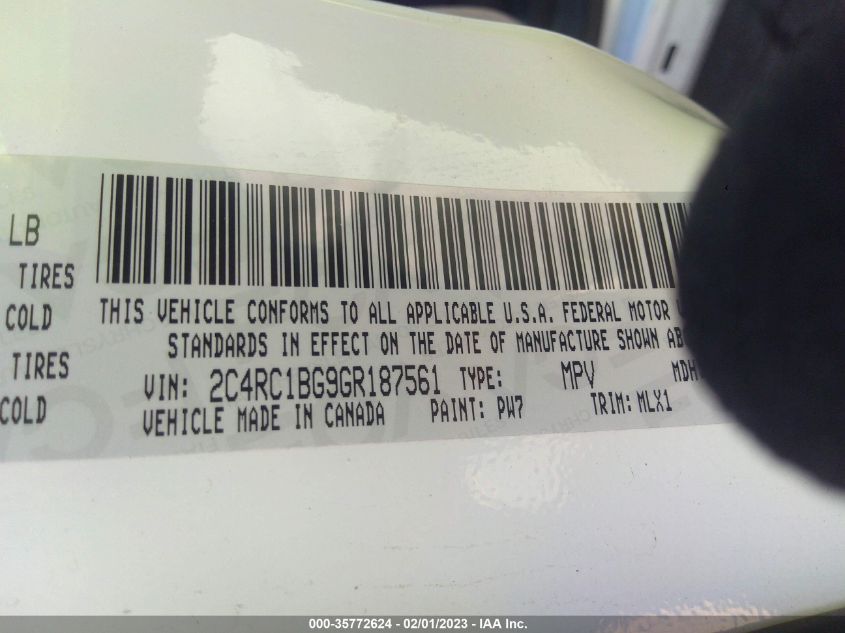 LB
TIRES
COLD
TIRES
COLD
THIS VEHICLE CONFORMS TO ALL APPLICABLE U.S.A. FEDERAL MOTOR
STANDARDS IN EFFECT ON THE DATE OF MANUFACTURE SHOWN AB
VIN: 2C4RC1BG9GR187561 TYPE: MPV MDH
VEHICLE MADE IN CANADA PAINT: PW7 TRIM: MLX1
000-35772624 - 02/01/2023 - IAA Inc.